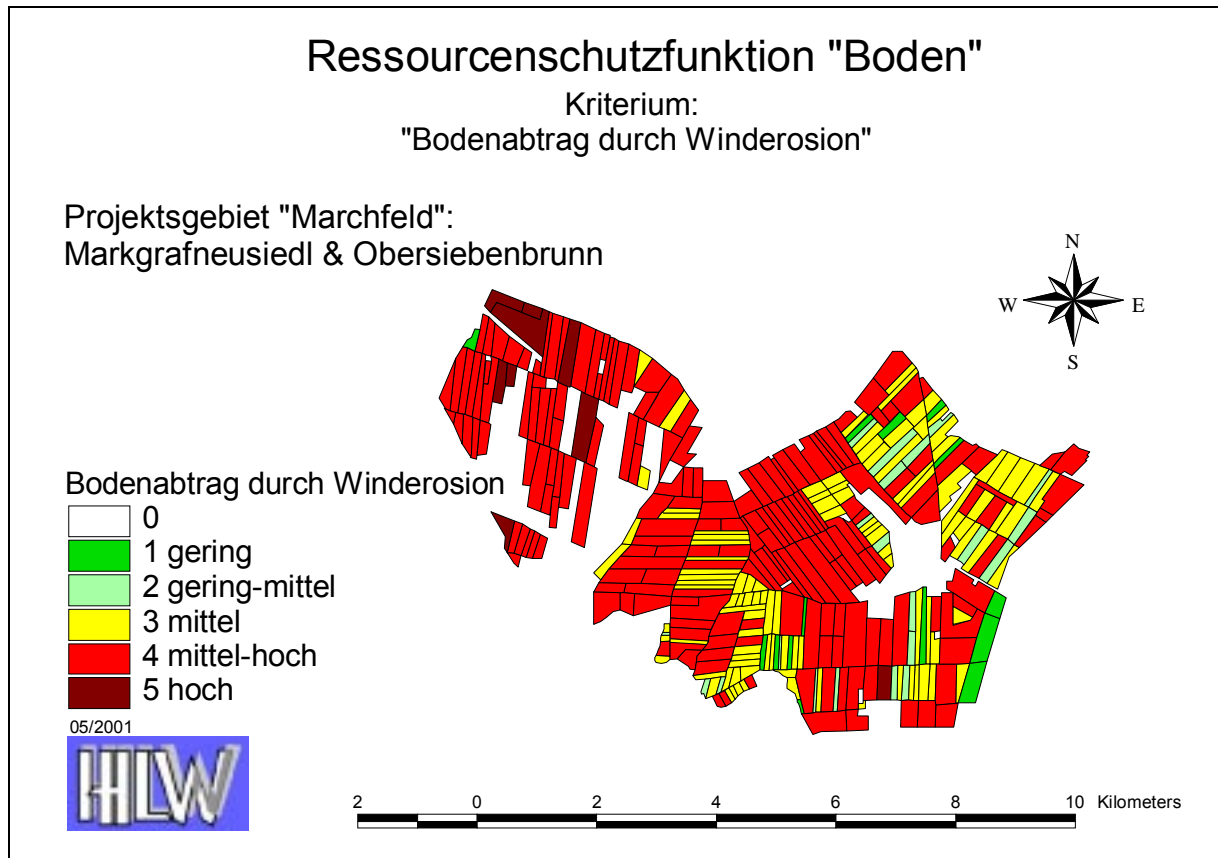 Ressourcenschutzfunktion "Boden"
Kriterium:
"Bodenabtrag durch Winderosion"
Projektsgebiet "Marchfeld":
Markgrafneusiedl & Obersiebenbrunn
N
W E
S
Bodenabtrag durch Winderosion
0
1 gering
2 gering-mittel
3 mittel
4 mittel-hoch
5 hoch
05/2001
HLW
2 0 2 4 6 8 10 Kilometers